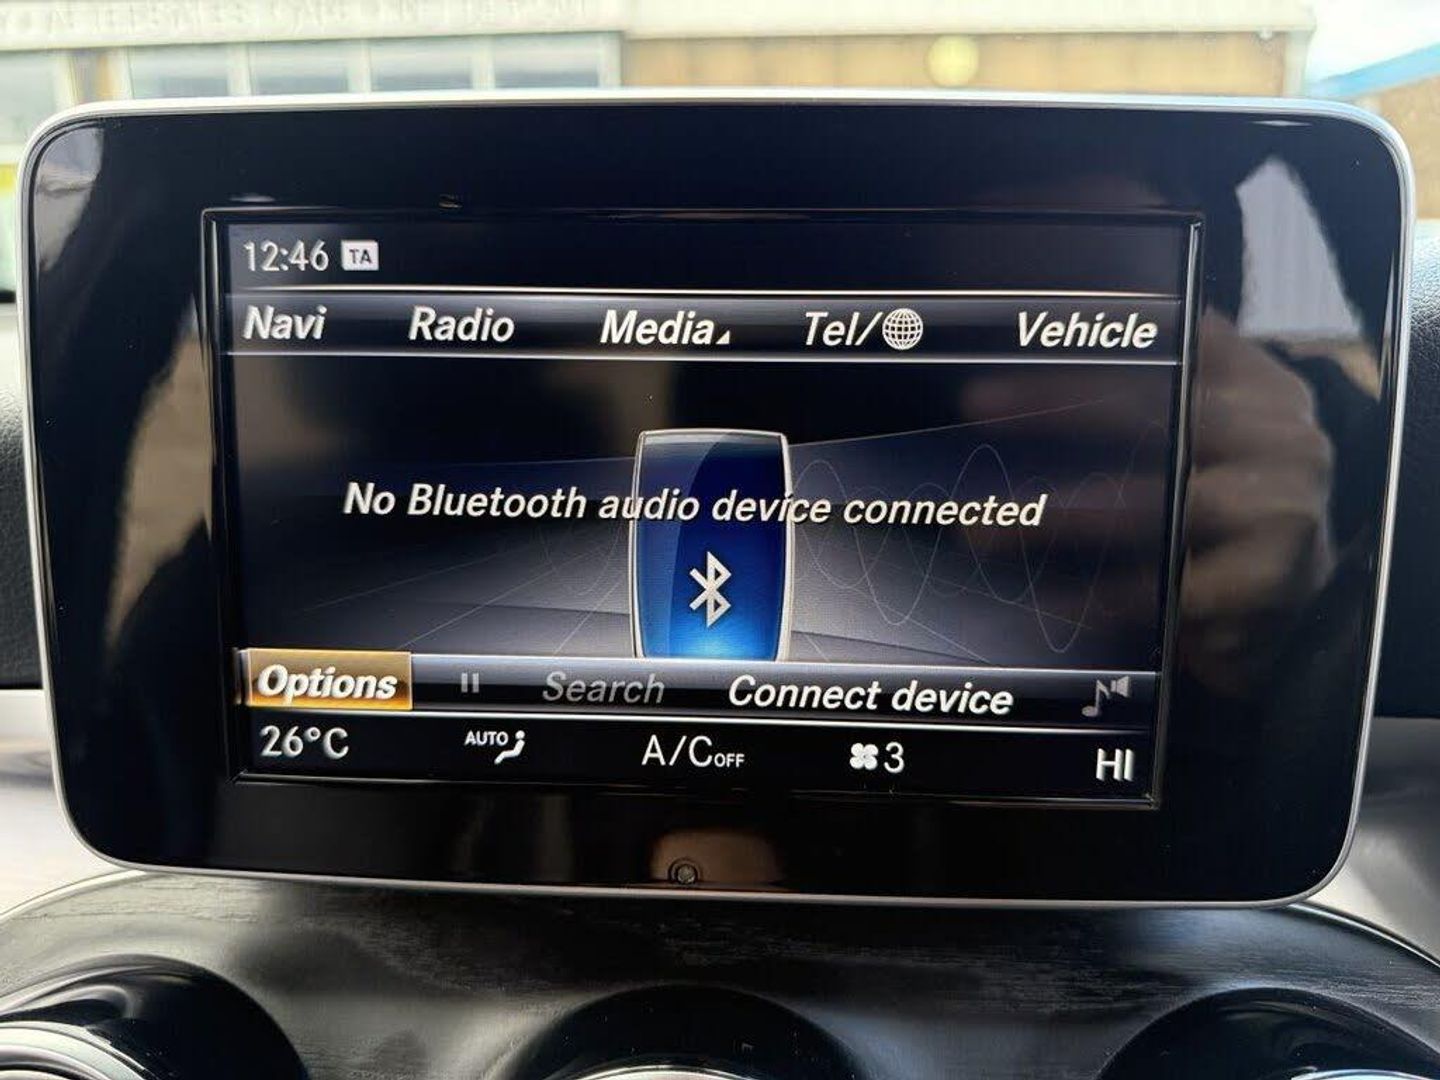 12:46 TA
Navi Radio Media Tel/ Vehicle
No Bluetooth audio device connected
Options Search Connect device
26°C AUTO A/C OFF 3 HI